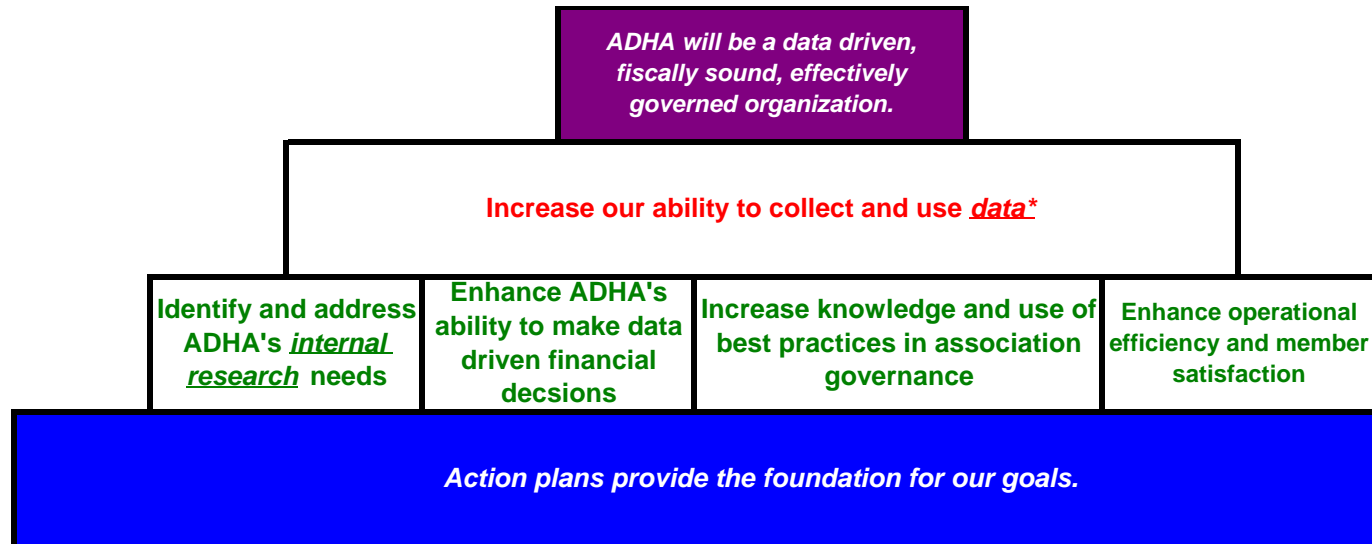 ADHA will be a data driven,
fiscally sound, effectively
governed organization.
Increase our ability to collect and use data*
Identify and address
ADHA's internal
research needs
Enhance ADHA's
ability to make data
driven financial
decsions
Increase knowledge and use of
best practices in association
governance
Enhance operational
efficiency and member
satisfaction
Action plans provide the foundation for our goals.